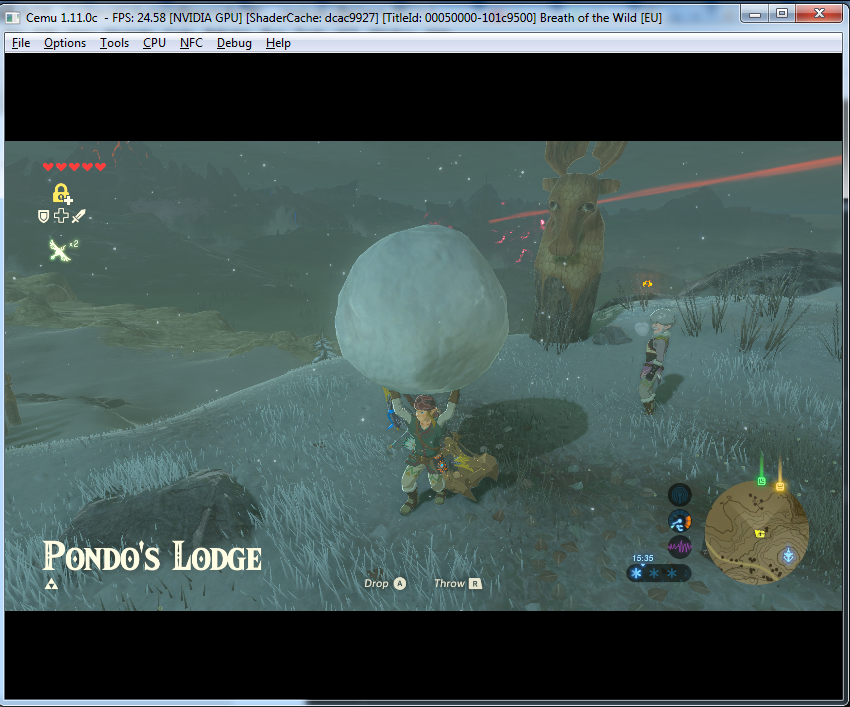 Cemu 1.11.0c - FPS: 24.58 [NVIDIA GPU] [ShaderCache: dcac9927] [TitleId: 00050000-101c9500] Breath of the Wild [EU]
File Options Tools CPU NFC Debug Help
×2
15:35
PONDO'S LODGE
Drop A Throw R